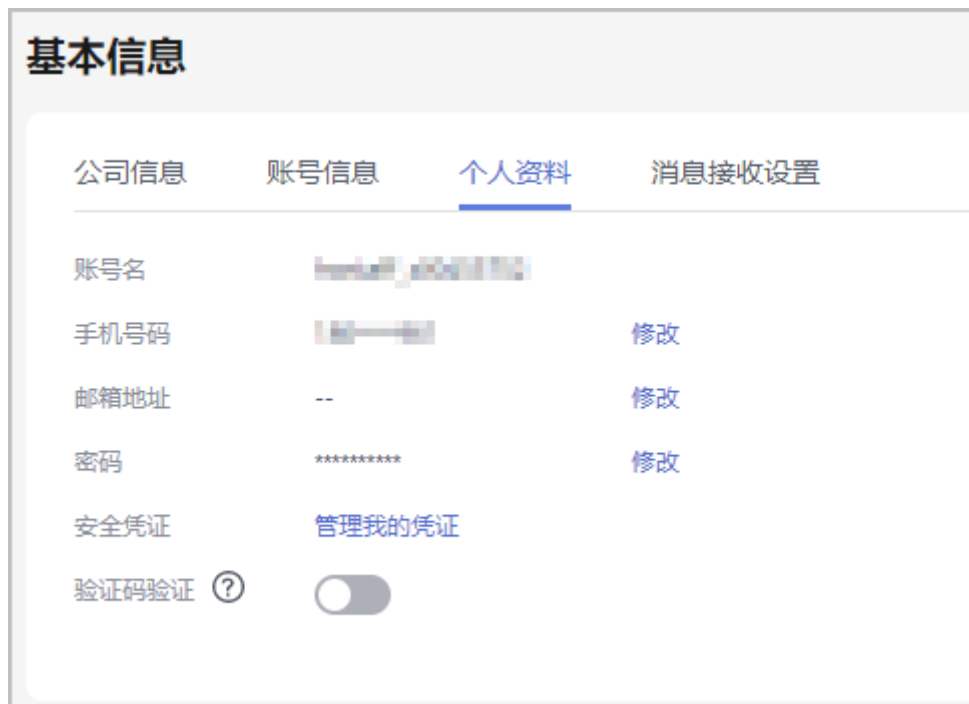 基本信息
公司信息 账号信息 个人资料 消息接收设置
账号名
手机号码 修改
邮箱地址 -- 修改
密码 ********** 修改
安全凭证 管理我的凭证
验证码验证 ?